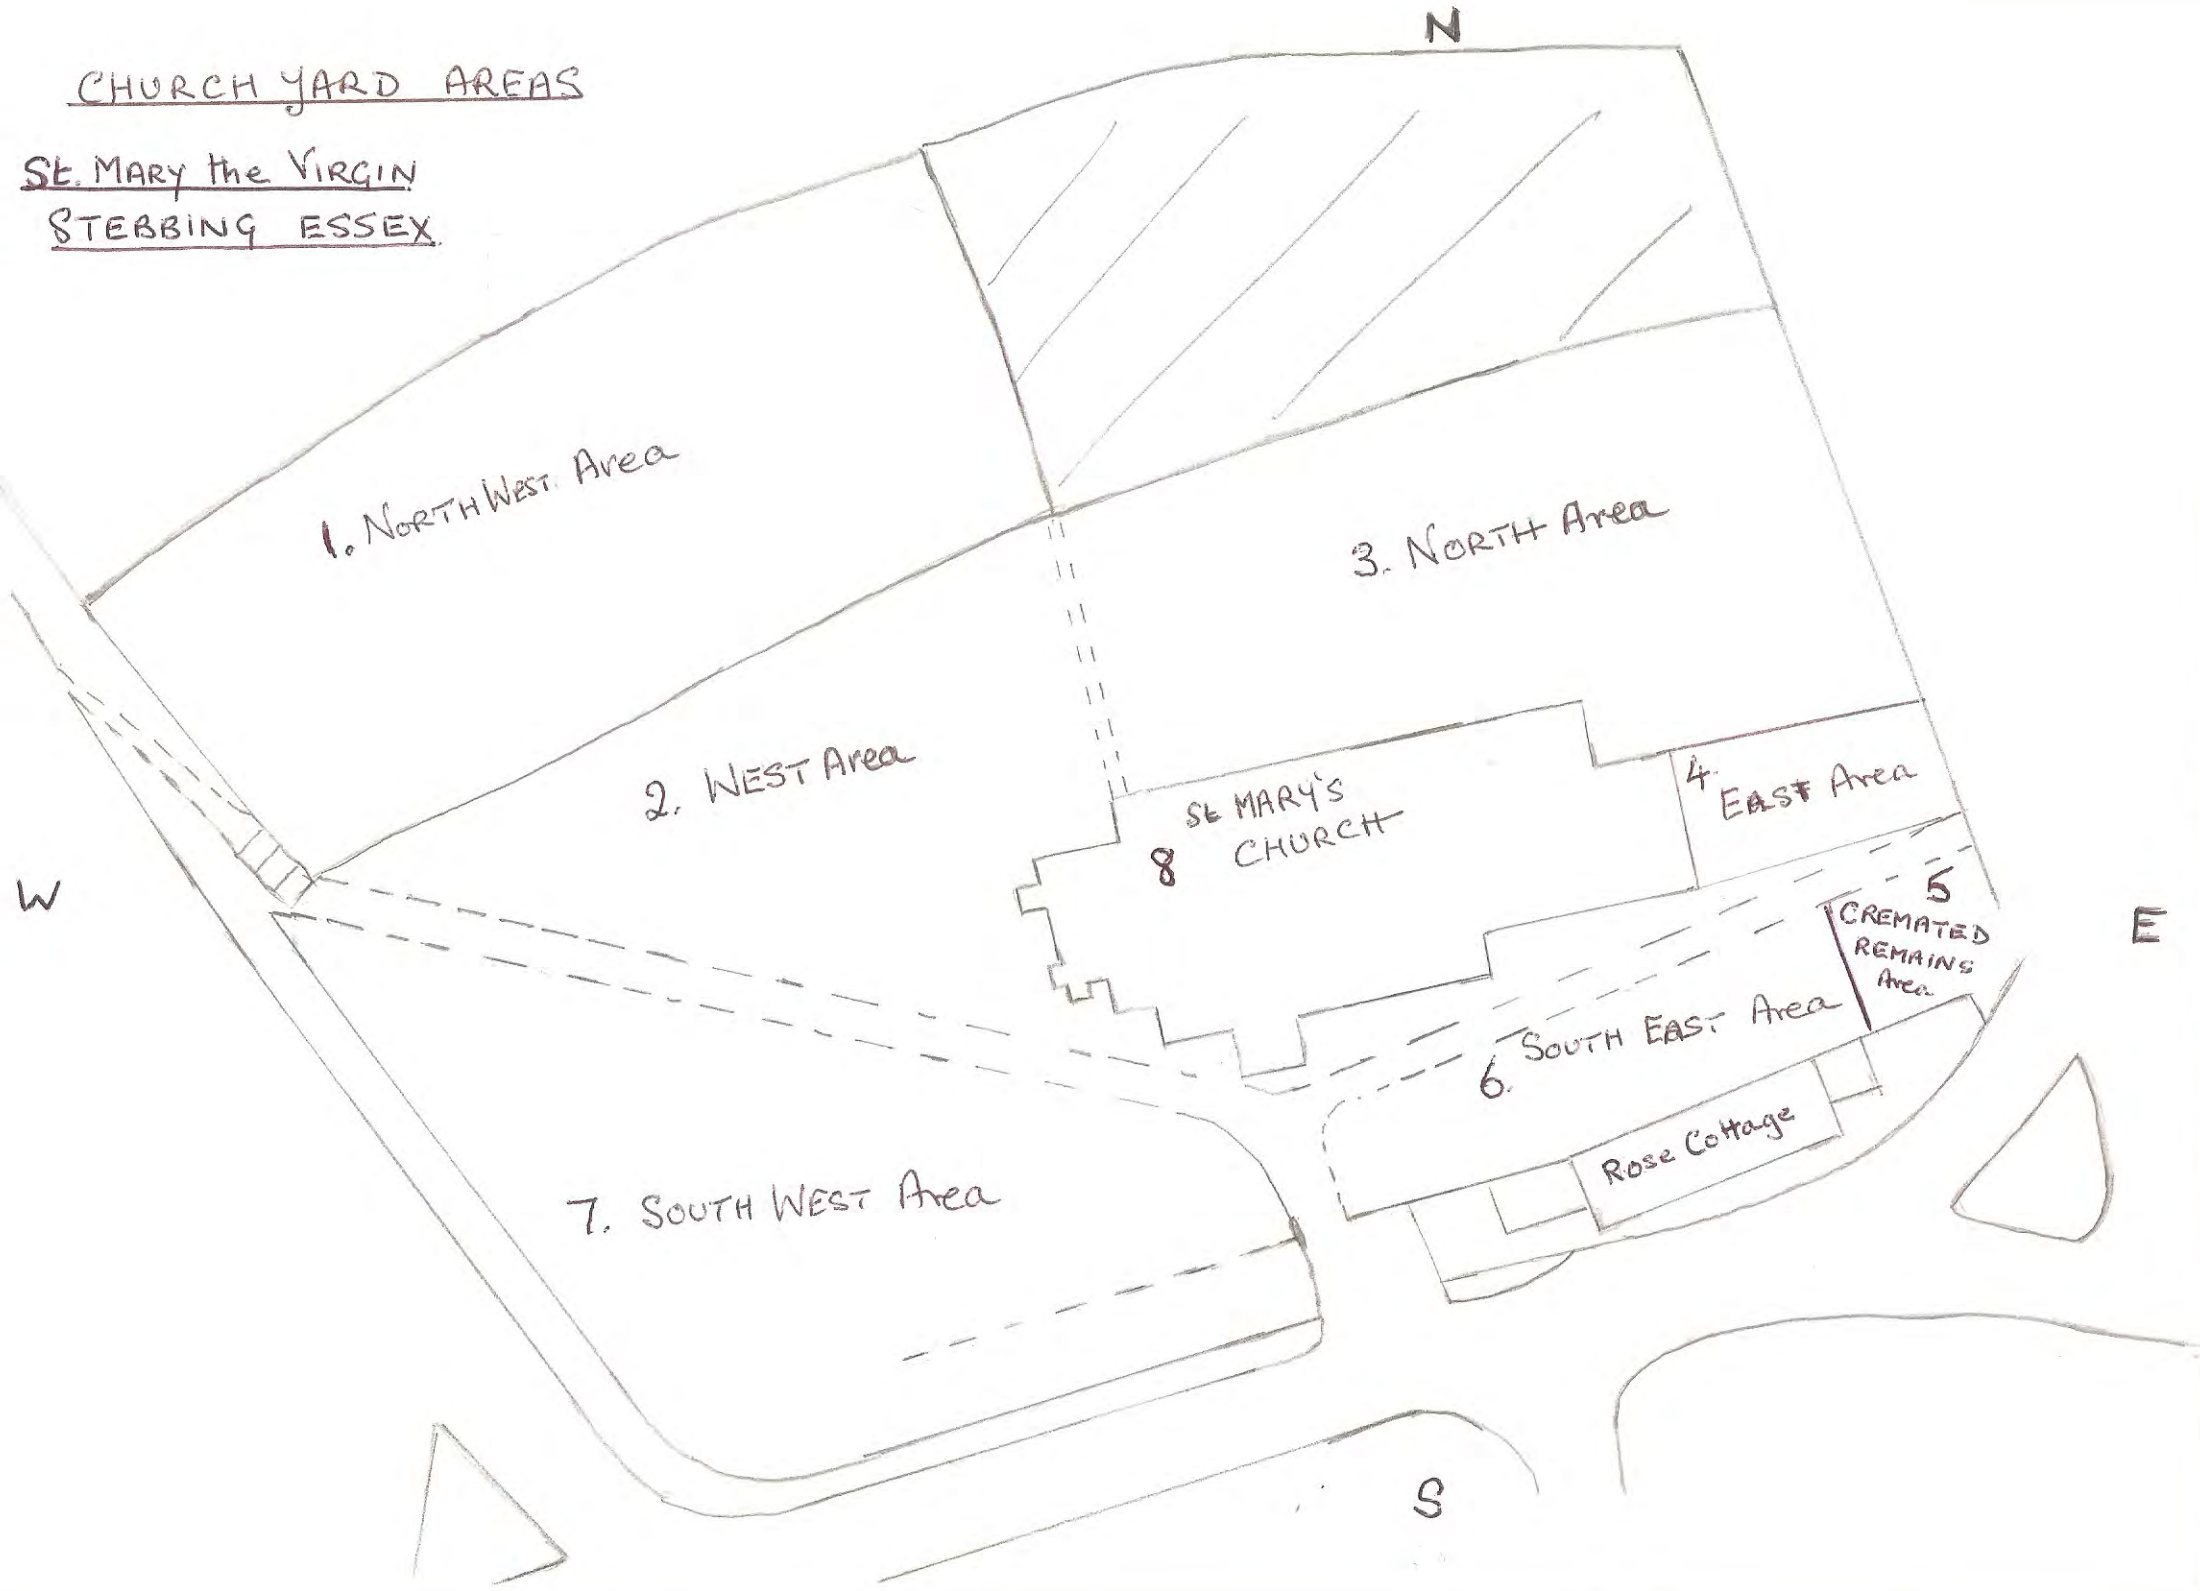 N
CHURCH YARD AREAS
St. MARY the VIRGIN
STEBBING ESSEX
1. NORTH WEST. Area
3. NORTH Area
2. WEST Area
4. EAST Area
St MARY'S
CHURCH
8
W
5
CREMATED
REMAINS
Area
E
6. SOUTH EAST Area
Rose Cottage
7. SOUTH WEST Area
S